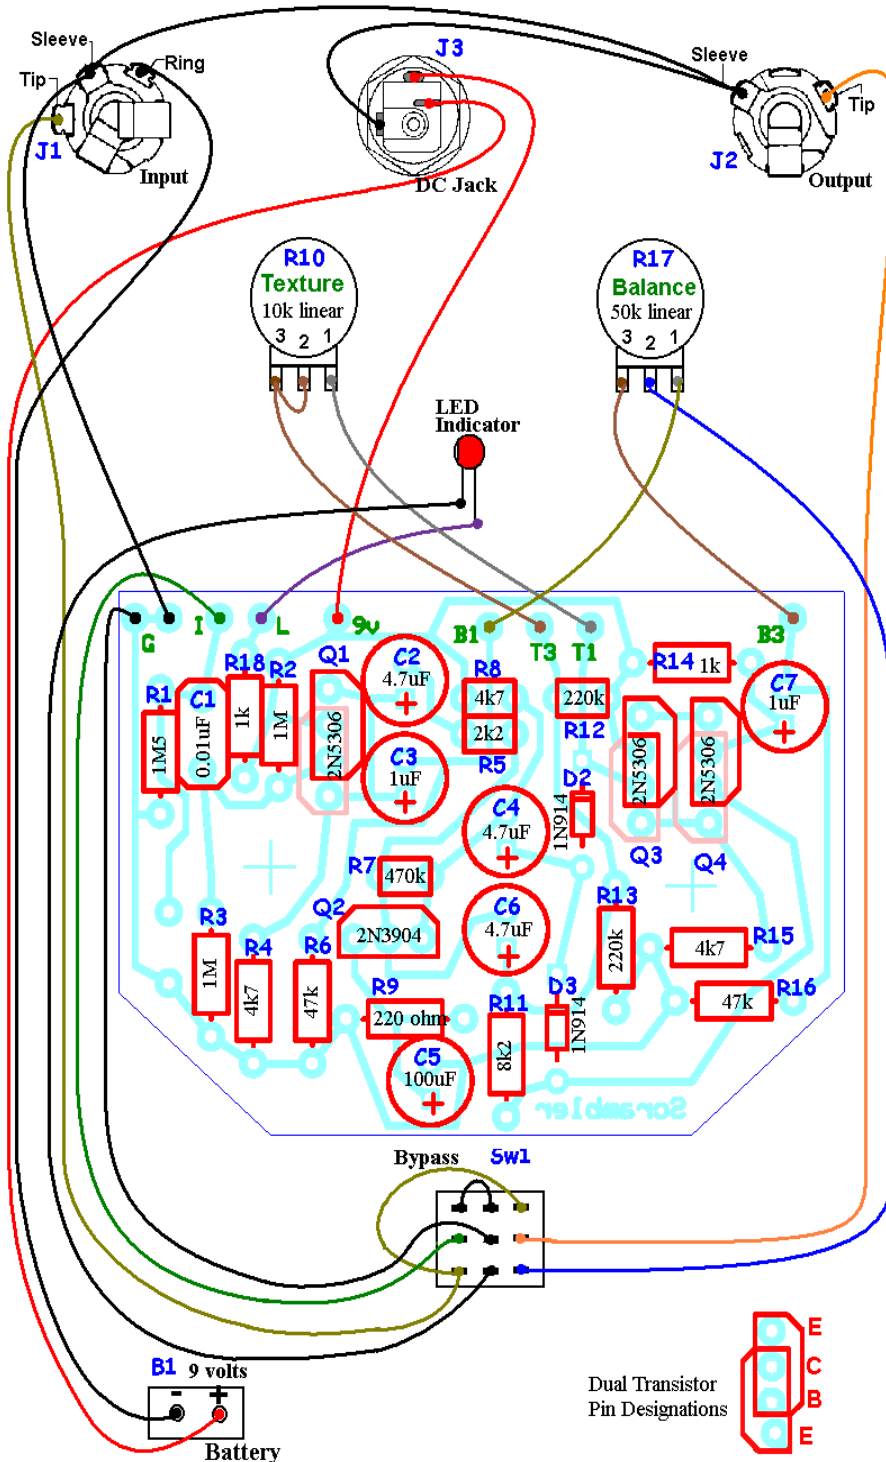 Sleeve
Ring
Tip
J1
Input
J3
DC Jack
Sleeve
Tip
J2
Output
R10
Texture
10k linear
3 2 1
R17
Balance
50k linear
3 2 1
LED
Indicator
G
I
L
9v
B1
T3
T1
B3
R1
1M5
C1
0.01uF
R18
1k
R2
1M
Q1
2N5306
C2
4.7uF
C3
1uF
R8
4k7
2k2
R5
220k
R12
R14
1k
C7
1uF
2N5306
Q3
2N5306
Q4
D2
1N914
C4
4.7uF
R7
470k
Q2
2N3904
C6
4.7uF
R3
1M
R4
4k7
R6
47k
R9
220 ohm
C5
100uF
R11
8k2
D3
1N914
R13
220k
4k7
R15
47k
R16
Scrambler
Bypass
Sw1
B1
9 volts
- +
Battery
Dual Transistor
Pin Designations
E
C
B
E